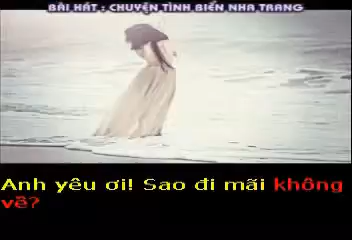 BÀI HÁT : CHUYỆN TÌNH BIỂN NHA TRANG
Anh yêu ơi! Sao đi mãi không
về?